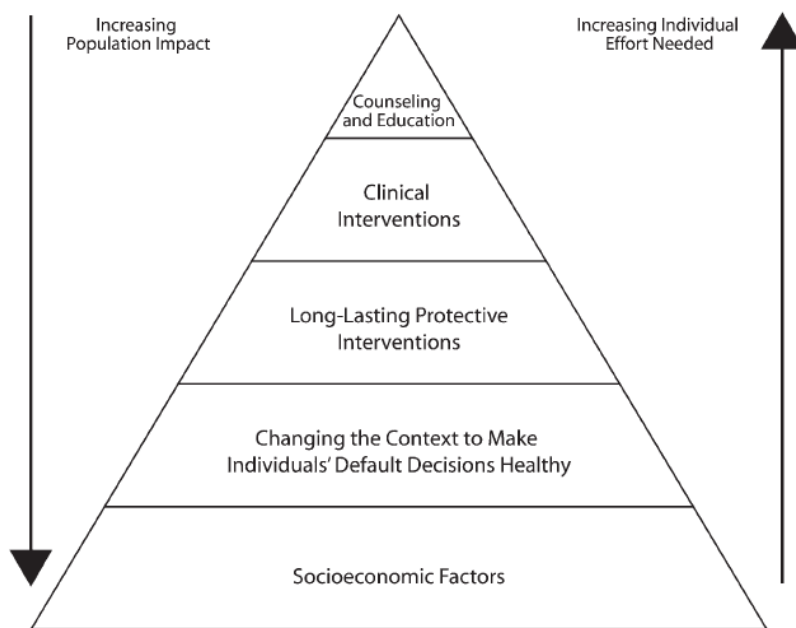 Increasing
Population Impact
Increasing Individual
Effort Needed
Counseling
and Education
Clinical
Interventions
Long-Lasting Protective
Interventions
Changing the Context to Make
Individuals’ Default Decisions Healthy
Socioeconomic Factors